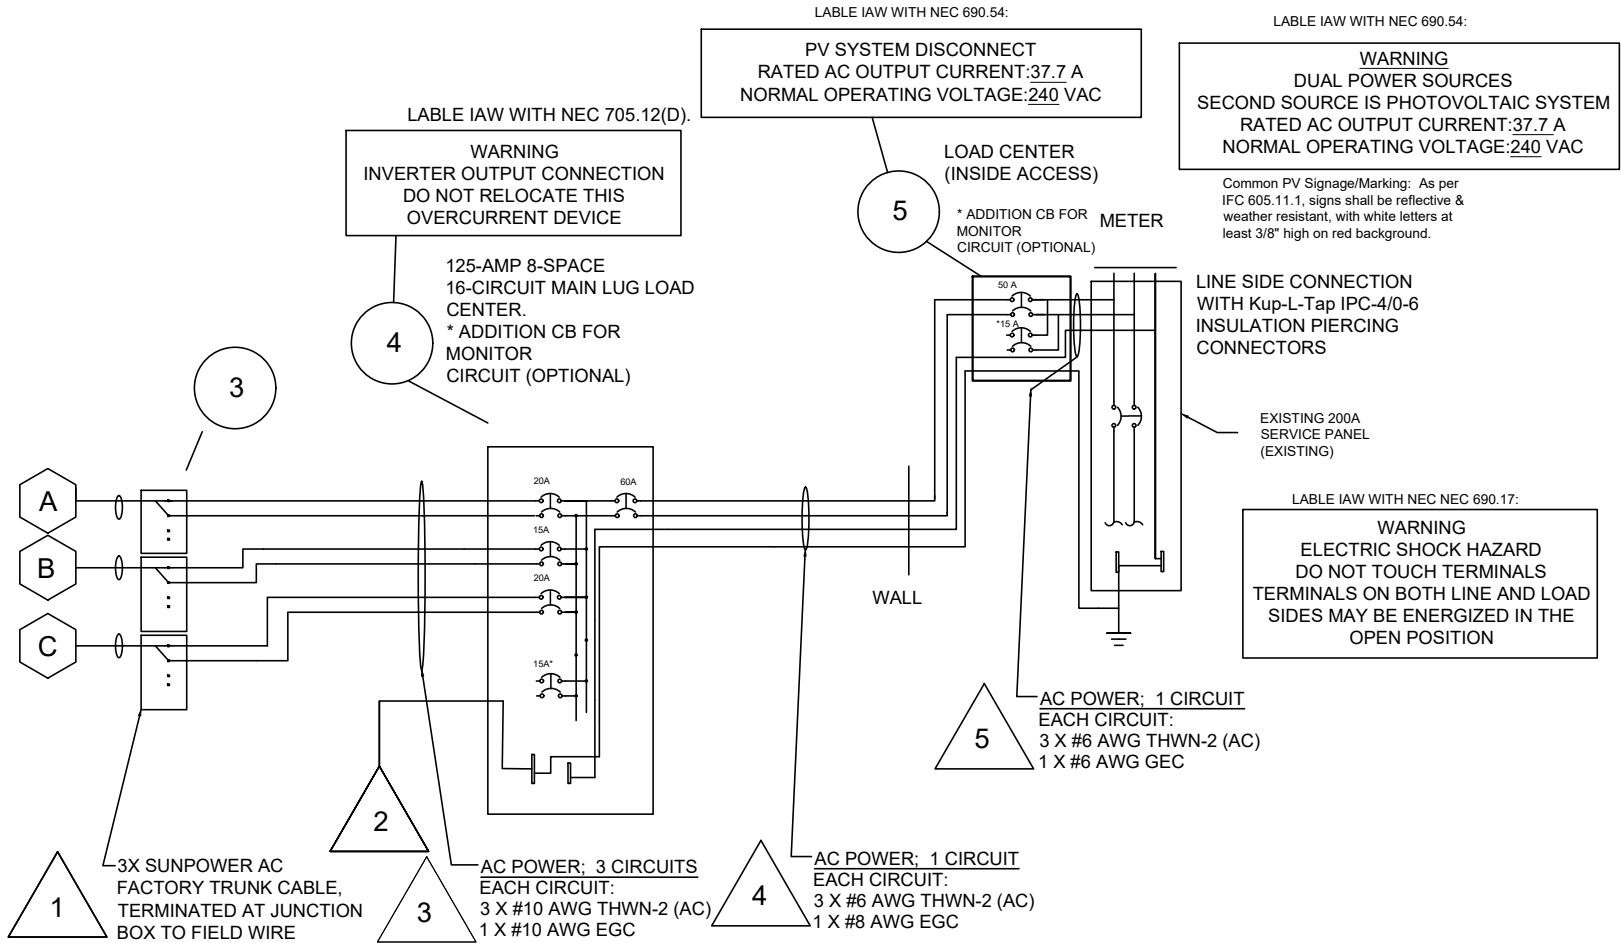 LABLE IAW WITH NEC 690.54:
PV SYSTEM DISCONNECT
RATED AC OUTPUT CURRENT:37.7 A
NORMAL OPERATING VOLTAGE:240 VAC
LABLE IAW WITH NEC 690.54:
WARNING
DUAL POWER SOURCES
SECOND SOURCE IS PHOTOVOLTAIC SYSTEM
RATED AC OUTPUT CURRENT:37.7 A
NORMAL OPERATING VOLTAGE:240 VAC
Common PV Signage/Marking: As per
IFC 605.11.1, signs shall be reflective &
weather resistant, with white letters at
least 3/8" high on red background.
LABLE IAW WITH NEC 705.12(D).
WARNING
INVERTER OUTPUT CONNECTION
DO NOT RELOCATE THIS
OVERCURRENT DEVICE
5
LOAD CENTER
(INSIDE ACCESS)
* ADDITION CB FOR
MONITOR
CIRCUIT (OPTIONAL)
METER
4
125-AMP 8-SPACE
16-CIRCUIT MAIN LUG LOAD
CENTER.
* ADDITION CB FOR
MONITOR
CIRCUIT (OPTIONAL)
50 A
*15 A
LINE SIDE CONNECTION
WITH Kup-L-Tap IPC-4/0-6
INSULATION PIERCING
CONNECTORS
3
EXISTING 200A
SERVICE PANEL
(EXISTING)
A
B
C
20A
60A
15A
20A
15A*
WALL
LABLE IAW WITH NEC NEC 690.17:
WARNING
ELECTRIC SHOCK HAZARD
DO NOT TOUCH TERMINALS
TERMINALS ON BOTH LINE AND LOAD
SIDES MAY BE ENERGIZED IN THE
OPEN POSITION
5
AC POWER; 1 CIRCUIT
EACH CIRCUIT:
3 X #6 AWG THWN-2 (AC)
1 X #6 AWG GEC
2
1
3X SUNPOWER AC
FACTORY TRUNK CABLE,
TERMINATED AT JUNCTION
BOX TO FIELD WIRE
3
AC POWER; 3 CIRCUITS
EACH CIRCUIT:
3 X #10 AWG THWN-2 (AC)
1 X #10 AWG EGC
4
AC POWER; 1 CIRCUIT
EACH CIRCUIT:
3 X #6 AWG THWN-2 (AC)
1 X #8 AWG EGC